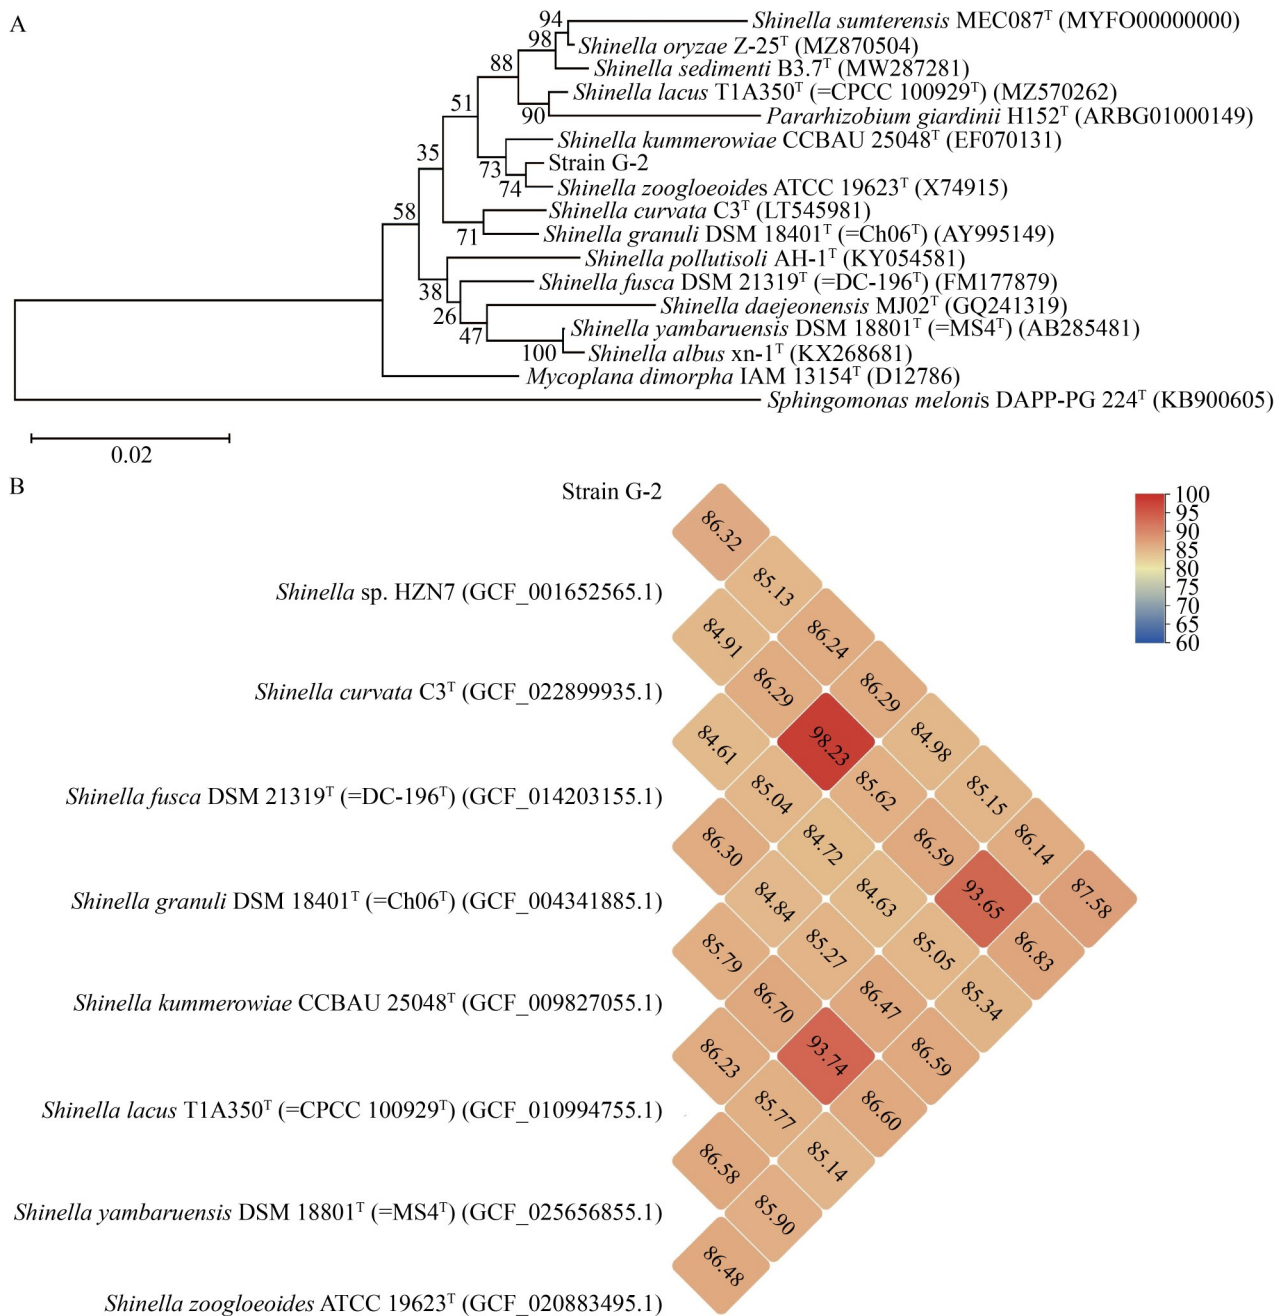 A
94
Shinella sumterensis MEC087ᵀ (MYFO00000000)
98
Shinella oryzae Z-25ᵀ (MZ870504)
88
Shinella sedimenti B3.7ᵀ (MW287281)
Shinella lacus T1A350ᵀ (=CPCC 100929ᵀ) (MZ570262)
51
90
Pararhizobium giardinii H152ᵀ (ARBG01000149)
Shinella kummerowiae CCBAU 25048ᵀ (EF070131)
35
73
Strain G-2
74
Shinella zoogloeoides ATCC 19623ᵀ (X74915)
58
Shinella curvata C3ᵀ (LT545981)
71
Shinella granuli DSM 18401ᵀ (=Ch06ᵀ) (AY995149)
Shinella pollutisoli AH-1ᵀ (KY054581)
38
Shinella fusca DSM 21319ᵀ (=DC-196ᵀ) (FM177879)
26
Shinella daejeonensis MJ02ᵀ (GQ241319)
47
Shinella yambaruensis DSM 18801ᵀ (=MS4ᵀ) (AB285481)
100
Shinella albus xn-1ᵀ (KX268681)
Mycoplana dimorpha IAM 13154ᵀ (D12786)
Sphingomonas melonis DAPP-PG 224ᵀ (KB900605)
0.02
B
Strain G-2
Shinella sp. HZN7 (GCF_001652565.1)
Shinella curvata C3ᵀ (GCF_022899935.1)
Shinella fusca DSM 21319ᵀ (=DC-196ᵀ) (GCF_014203155.1)
Shinella granuli DSM 18401ᵀ (=Ch06ᵀ) (GCF_004341885.1)
Shinella kummerowiae CCBAU 25048ᵀ (GCF_009827055.1)
Shinella lacus T1A350ᵀ (=CPCC 100929ᵀ) (GCF_010994755.1)
Shinella yambaruensis DSM 18801ᵀ (=MS4ᵀ) (GCF_025656855.1)
Shinella zoogloeoides ATCC 19623ᵀ (GCF_020883495.1)
86.32
85.13
86.24
86.29
84.98
85.15
86.14
87.58
84.91
86.29
98.23
85.62
86.59
93.65
86.83
84.61
85.04
84.72
84.63
85.05
85.34
86.30
84.84
85.27
86.47
86.59
85.79
86.70
93.74
86.60
86.23
85.77
85.14
86.58
85.90
86.48
100
95
90
85
80
75
70
65
60